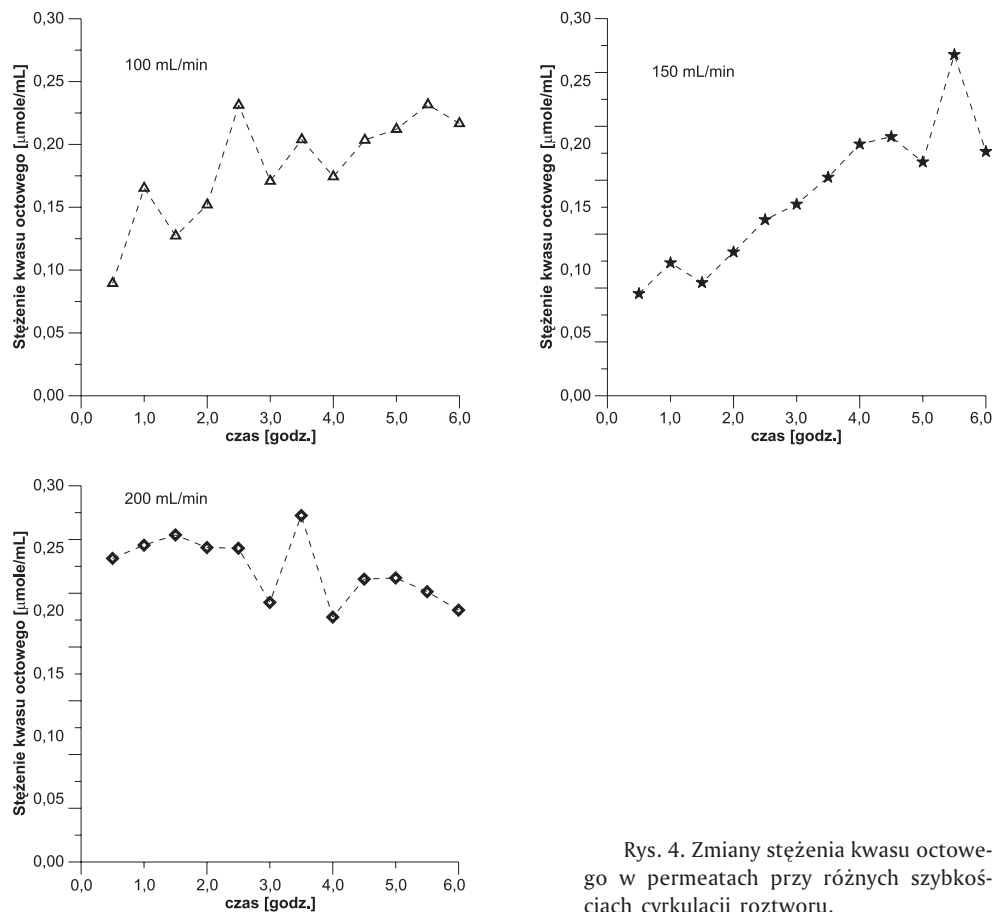 0,30
100 mL/min
0,25
0,20
0,15
0,10
0,05
0,00
Stężenie kwasu octowego [µmole/mL]
0,0 1,0 2,0 3,0 4,0 5,0 6,0
czas [godz.]
0,30
150 mL/min
0,25
0,20
0,15
0,10
0,05
0,00
Stężenie kwasu octowego [µmole/mL]
0,0 1,0 2,0 3,0 4,0 5,0 6,0
czas [godz.]
0,30
200 mL/min
0,25
0,20
0,15
0,10
0,05
0,00
Stężenie kwasu octowego [µmole/mL]
0,0 1,0 2,0 3,0 4,0 5,0 6,0
czas [godz.]
Rys. 4. Zmiany stężenia kwasu octowe-
go w permeatach przy różnych szybkoś-
ciach cyrkulacji roztworu.